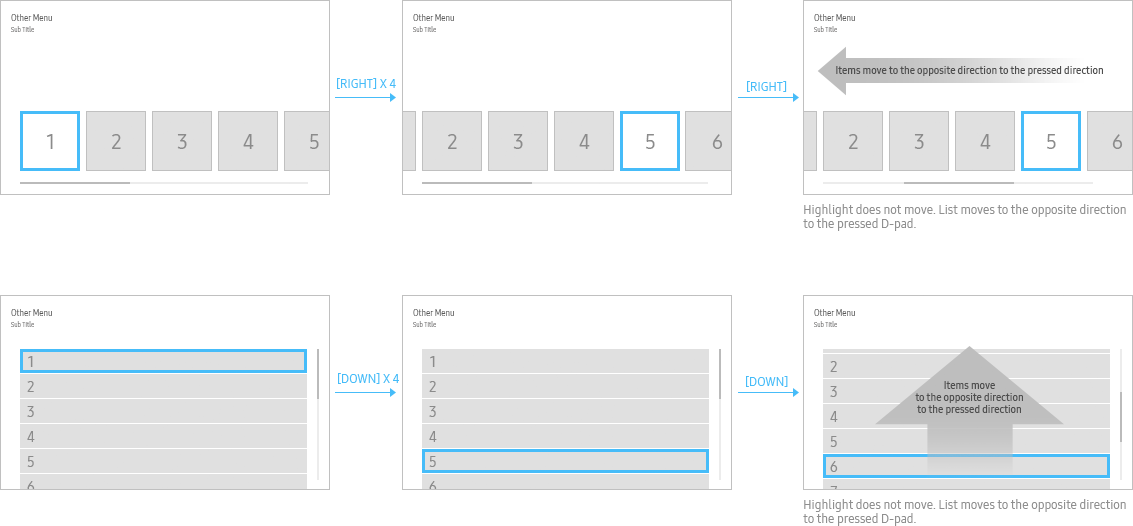 Other Menu
Sub Title
1 2 3 4 5
[RIGHT] X 4
Other Menu
Sub Title
2 3 4 5 6
[RIGHT]
Other Menu
Sub Title
Items move to the opposite direction to the pressed direction
2 3 4 5 6
Highlight does not move. List moves to the opposite direction
to the pressed D-pad.
Other Menu
Sub Title
1
2
3
4
5
6
[DOWN] X 4
Other Menu
Sub Title
1
2
3
4
5
6
[DOWN]
Other Menu
Sub Title
2
3
4
5
6
7
Items move
to the opposite direction
to the pressed direction
Highlight does not move. List moves to the opposite direction
to the pressed D-pad.